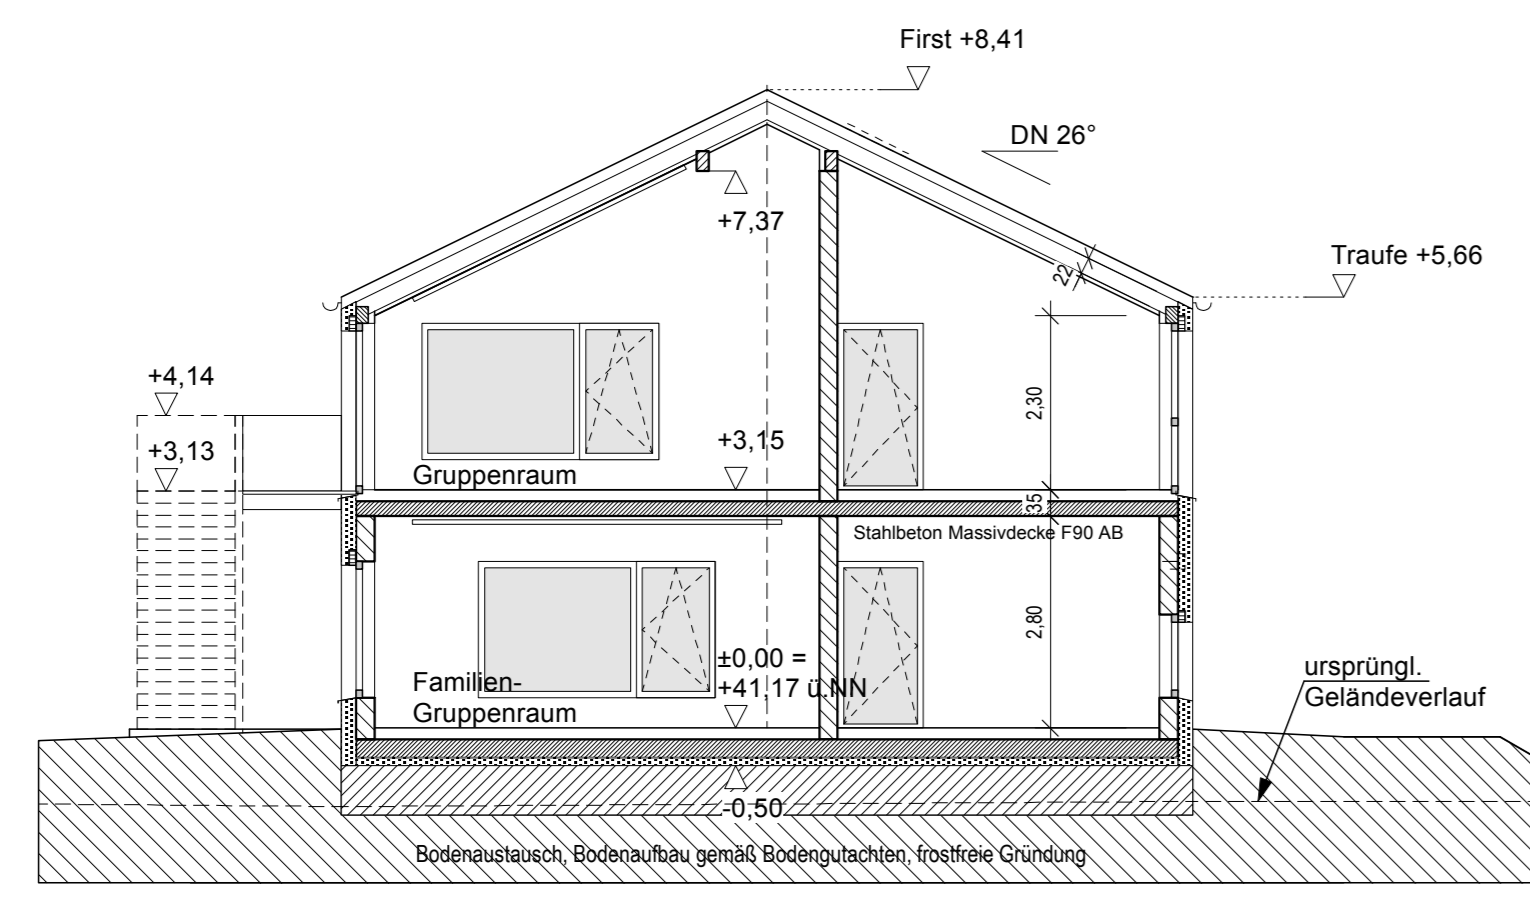 First +8,41
DN 26°
+7,37
Traufe +5,66
22
+4,14
2,30
+3,15
+3,13
Gruppenraum
35
Stahlbeton Massivdecke F90 AB
2,80
±0,00 =
+41,17 ü.NN
Familien-
Gruppenraum
ursprüngl.
Geländeverlauf
-0,50
Bodenaustausch, Bodenaufbau gemäß Bodengutachten, frostfreie Gründung